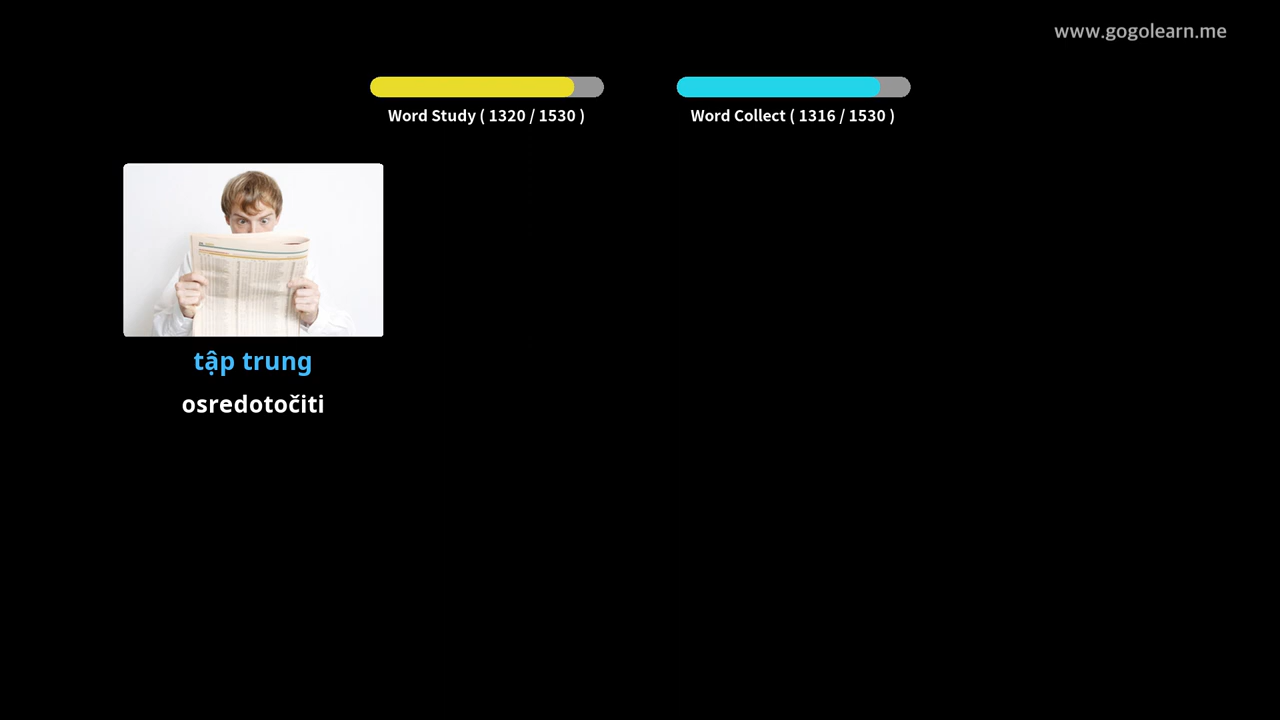 www.gogolearn.me
Word Study ( 1320 / 1530 )
Word Collect ( 1316 / 1530 )
tập trung
osredotočiti